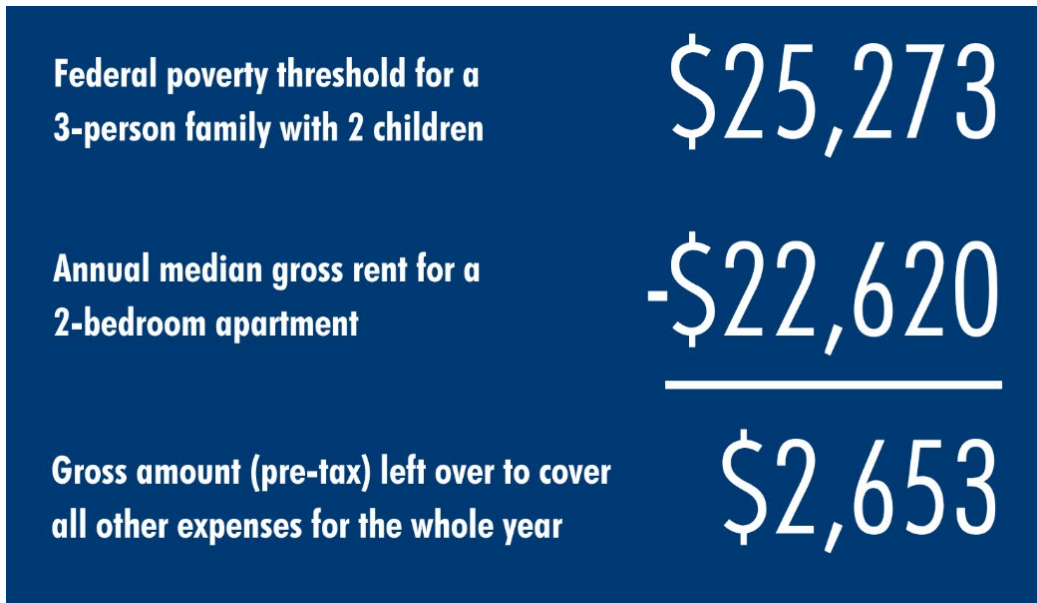 Federal poverty threshold for a
3-person family with 2 children
$25,273
Annual median gross rent for a
2-bedroom apartment
-$22,620
Gross amount (pre-tax) left over to cover
all other expenses for the whole year
$2,653